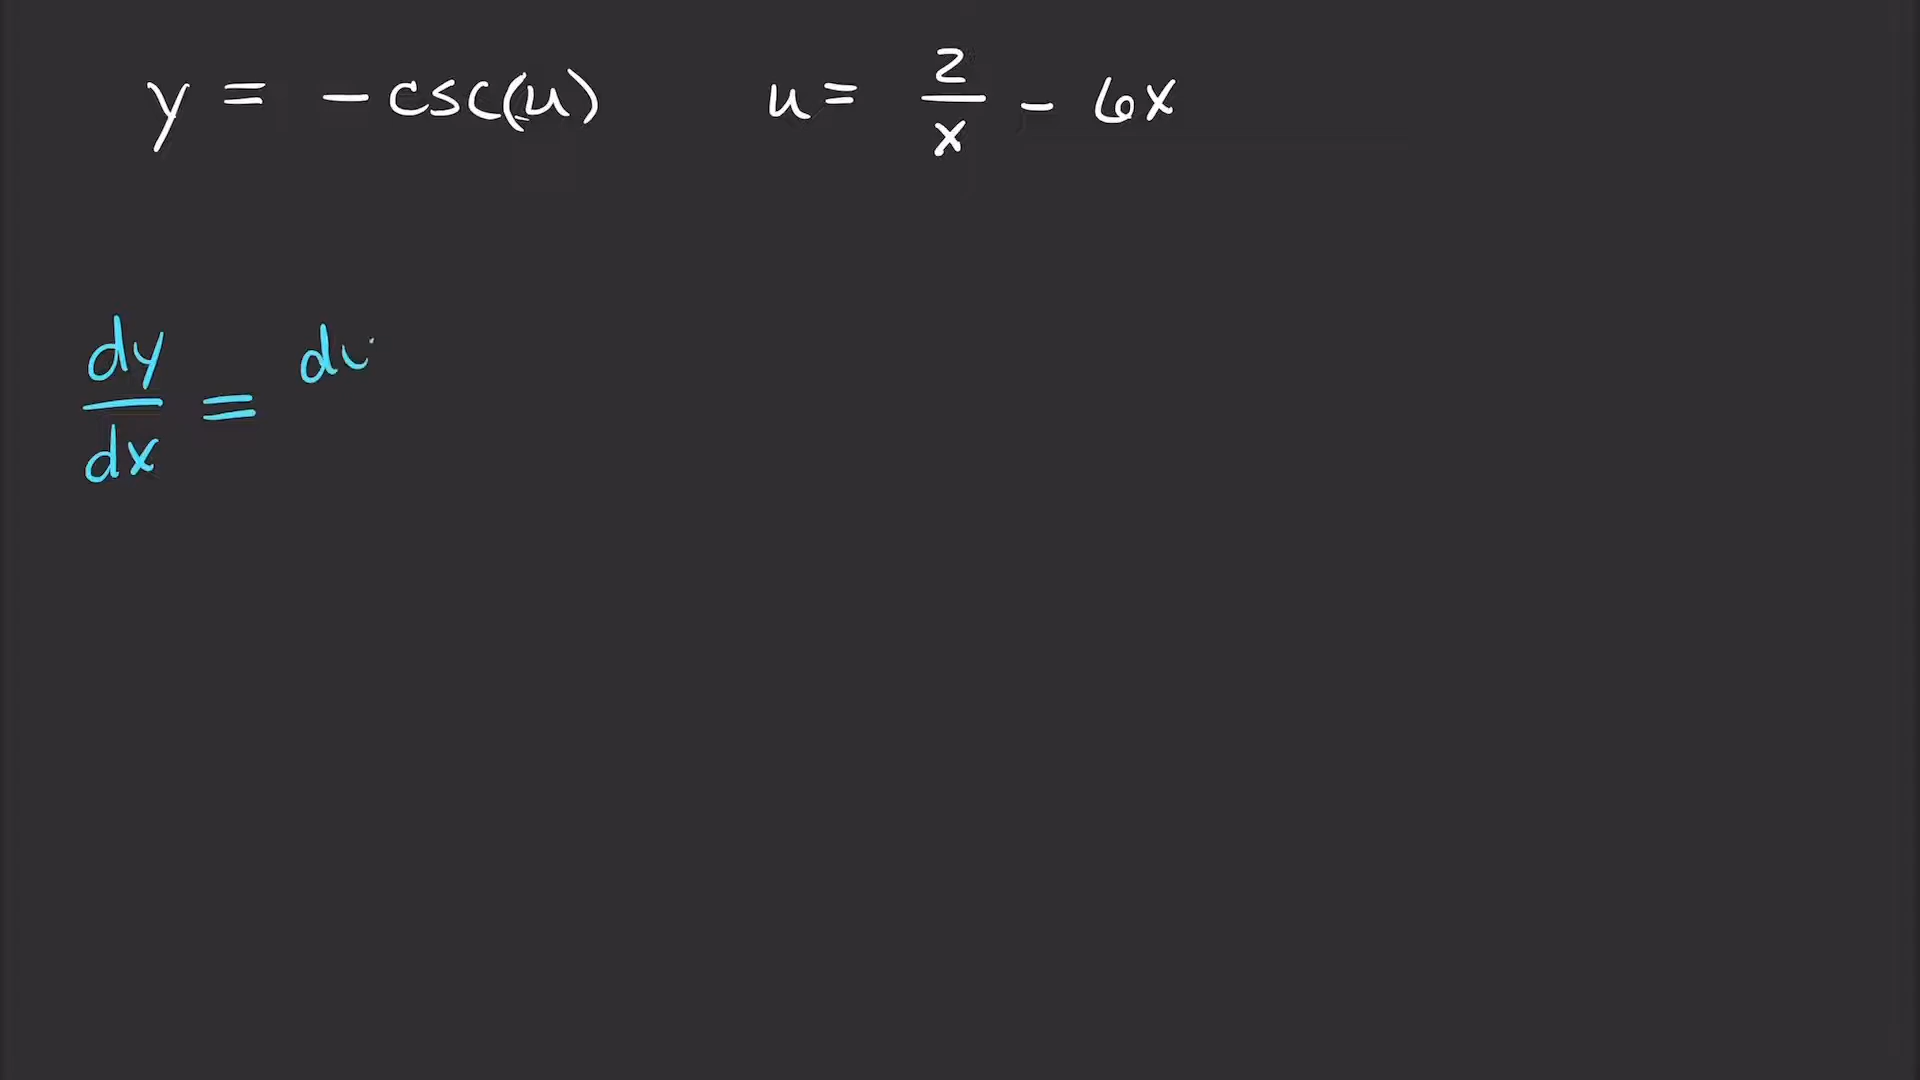 y = - csc(u) u = 2/x - 6x
dy/dx = d